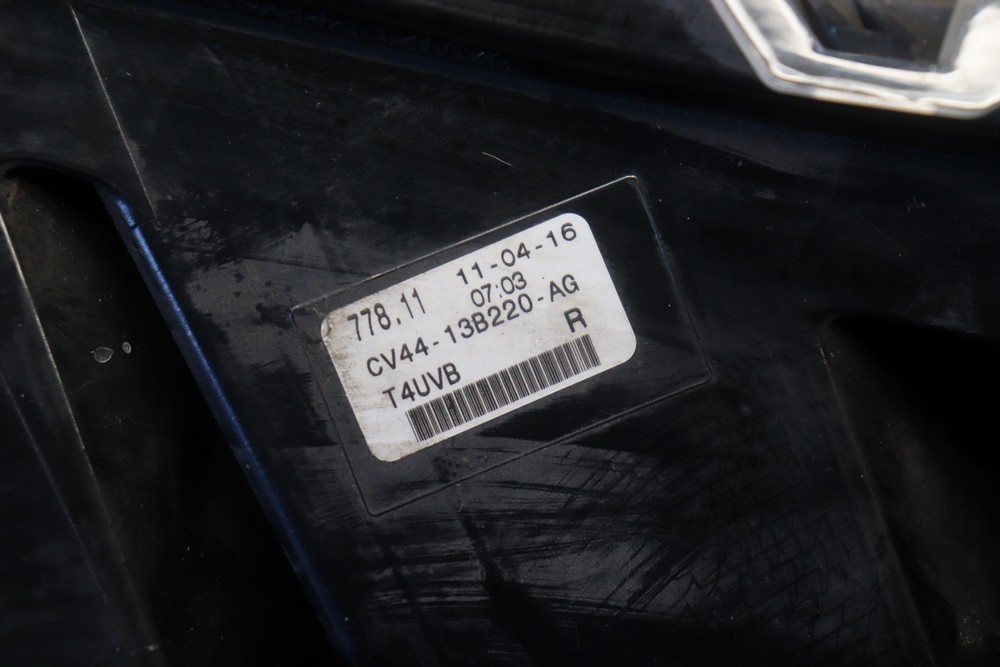 778.11 11-04-16
07:03
CV44-13B220-AG
T4UVB R